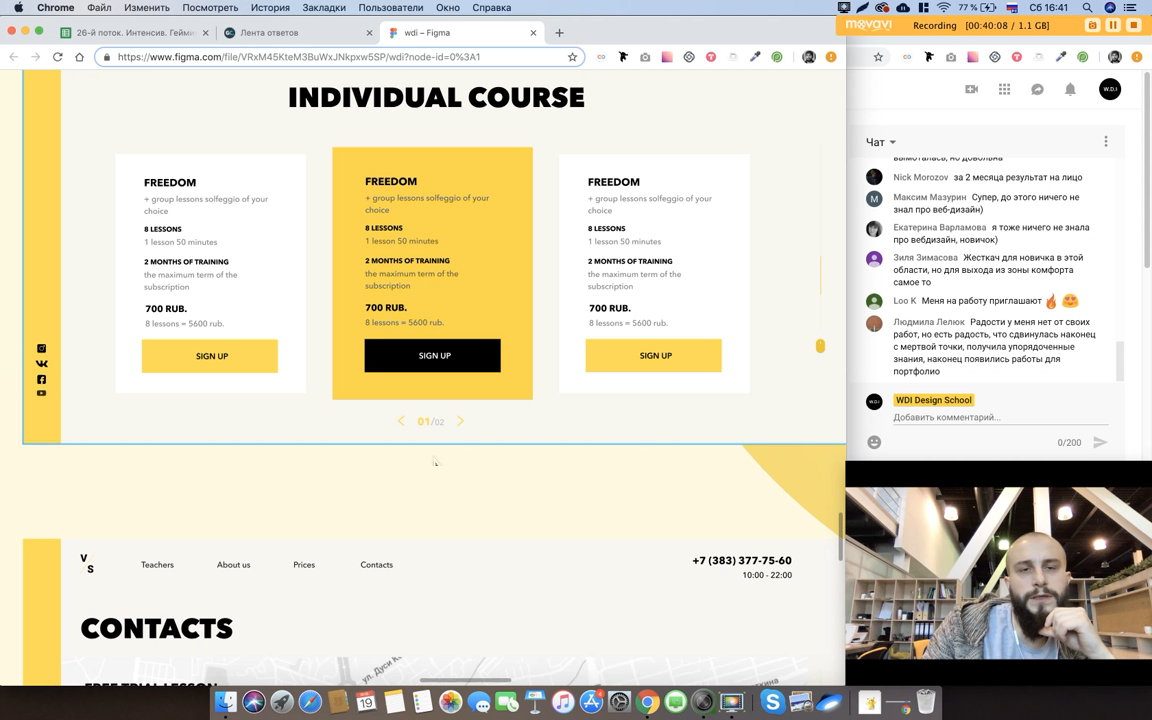 Chrome Файл Изменить Посмотреть История Закладки Пользователи Окно Справка
77 % Сб 16:41
26-й поток. Интенсив. Гейми
Лента ответов
wdi – Figma
movavi Recording [00:40:08 / 1.1 GB]
https://www.figma.com/file/VRxM45KteM3BuWxJNkpxw5SP/wdi?node-id=0%3A1
INDIVIDUAL COURSE
FREEDOM
+ group lessons solfeggio of your
choice
8 LESSONS
1 lesson 50 minutes
2 MONTHS OF TRAINING
the maximum term of the
subscription
700 RUB.
8 lessons = 5600 rub.
SIGN UP
FREEDOM
+ group lessons solfeggio of your
choice
8 LESSONS
1 lesson 50 minutes
2 MONTHS OF TRAINING
the maximum term of the
subscription
700 RUB.
8 lessons = 5600 rub.
SIGN UP
FREEDOM
+ group lessons solfeggio of your
choice
8 LESSONS
1 lesson 50 minutes
2 MONTHS OF TRAINING
the maximum term of the
subscription
700 RUB.
8 lessons = 5600 rub.
SIGN UP
01/02
V
S
Teachers About us Prices Contacts
+7 (383) 377-75-60
10:00 - 22:00
CONTACTS
FREE TRIAL LESSON
W.D.I
Чат
вымоталась, но довольна
Nick Morozov за 2 месяца результат на лицо
Максим Мазурин Супер, до этого ничего не
знал про веб-дизайн)
Екатерина Варламова я тоже ничего не знала
про вебдизайн, новичок)
Зиля Зимасова Жесткач для новичка в этой
области, но для выхода из зоны комфорта
самое то
Loo K Меня на работу приглашают
Людмила Лелюк Радости у меня нет от своих
работ, но есть радость, что сдвинулась наконец
с мертвой точки, получила упорядоченные
знания, наконец появились работы для
портфолио
WDI Design School
Добавить комментарий...
0/200